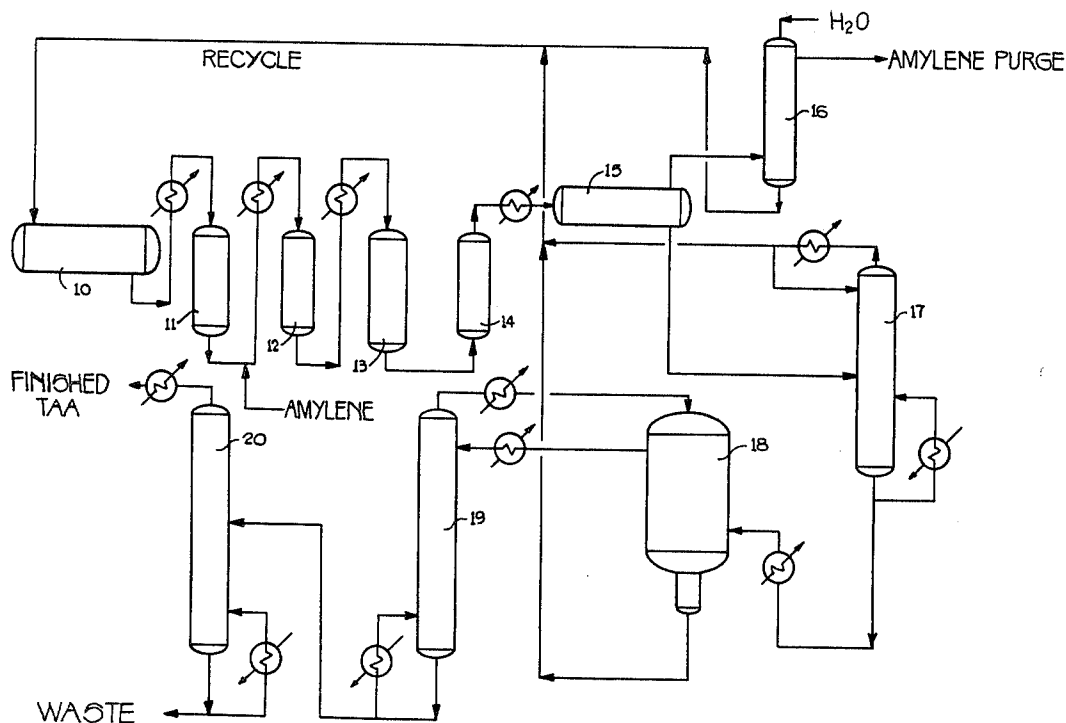 H₂O
RECYCLE
AMYLENE PURGE
16
15
10
11
12
13
14
17
FINISHED
TAA
AMYLENE
20
18
19
WASTE